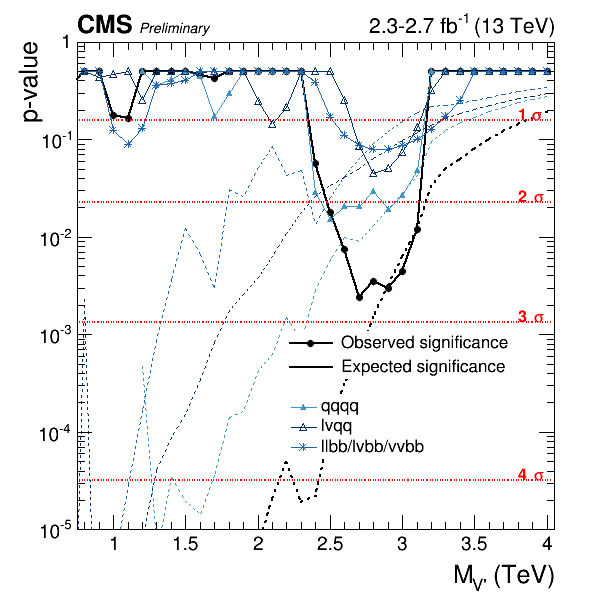 CMS Preliminary 2.3-2.7 fb⁻¹ (13 TeV)
p-value
1
10⁻¹
10⁻²
10⁻³
10⁻⁴
10⁻⁵
1 σ
2 σ
3 σ
4 σ
Observed significance
Expected significance
qqqq
lvqq
llbb/lvbb/vvbb
1 1.5 2 2.5 3 3.5 4
M_V' (TeV)